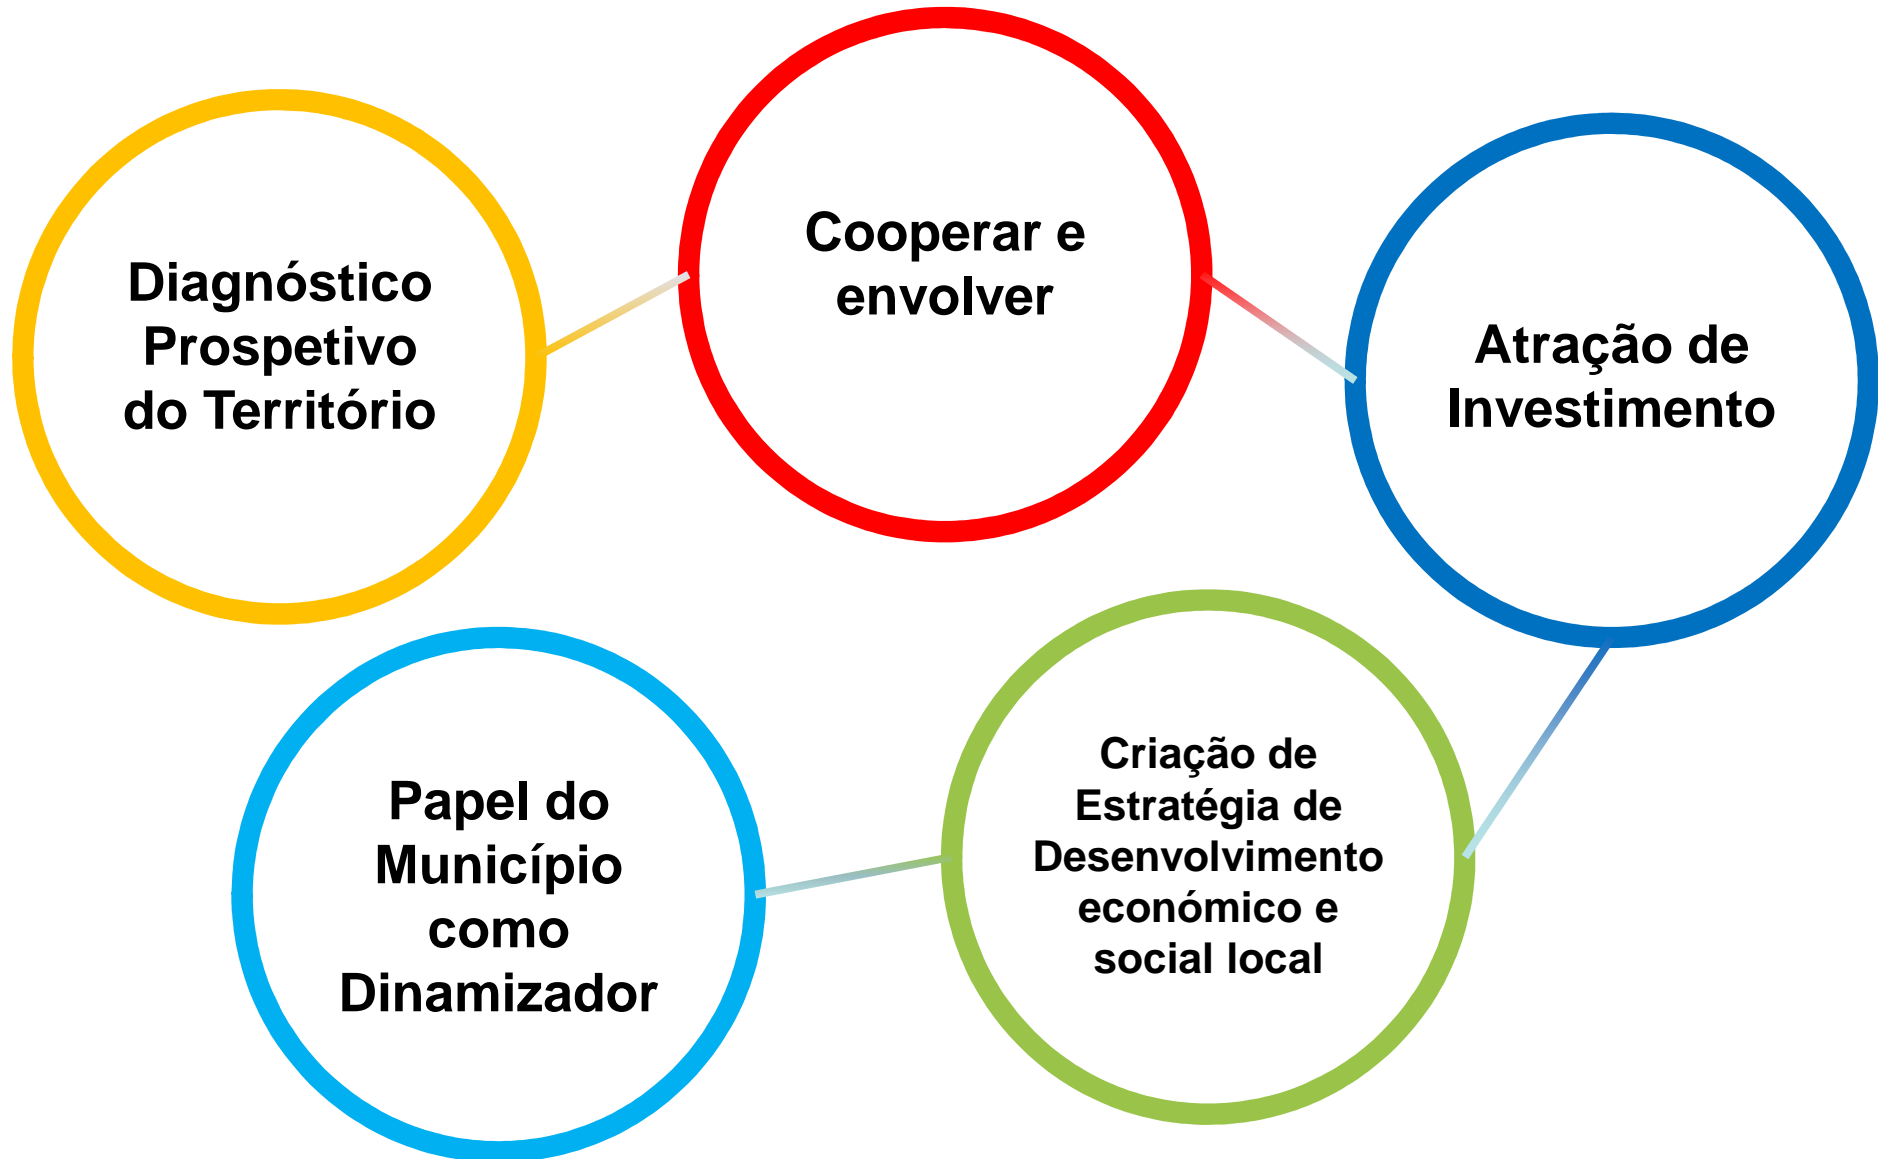 Diagnóstico
Prospetivo
do Território
Cooperar e
envolver
Atração de
Investimento
Criação de
Estratégia de
Desenvolvimento
económico e
social local
Papel do
Município
como
Dinamizador